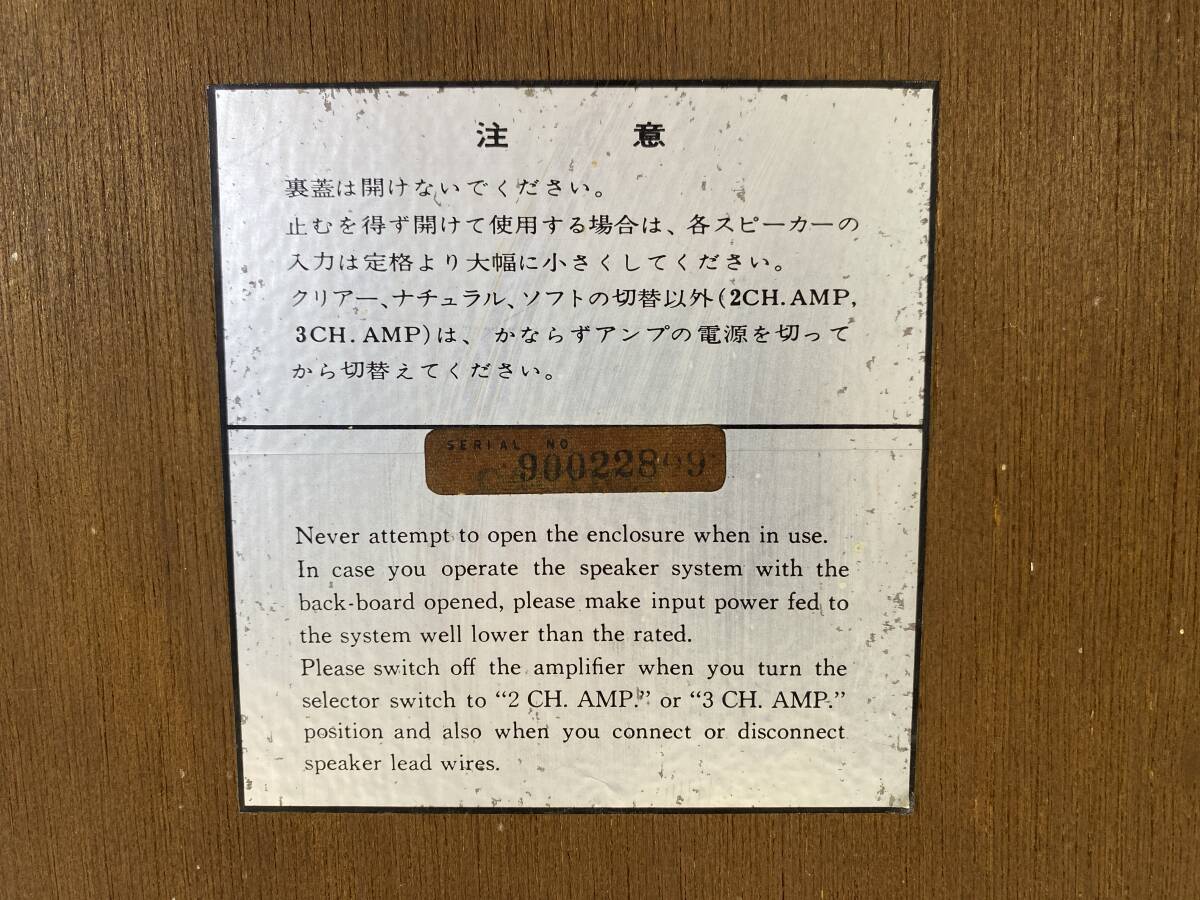 注 意
裏蓋は開けないでください。
止むを得ず開けて使用する場合は、各スピーカーの
入力は定格より大幅に小さくしてください。
クリアー、ナチュラル、ソフトの切替以外(2CH. AMP,
3CH. AMP)は、かならずアンプの電源を切って
から切替えてください。
SERIAL NO
Never attempt to open the enclosure when in use.
In case you operate the speaker system with the
back-board opened, please make input power fed to
the system well lower than the rated.
Please switch off the amplifier when you turn the
selector switch to “2 CH. AMP.” or “3 CH. AMP.”
position and also when you connect or disconnect
speaker lead wires.